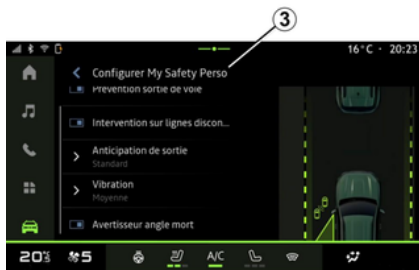 3
16°C · 20:23
Configurer My Safety Perso
Prévention sortie de voie
Intervention sur lignes discon...
Anticipation de sortie
Standard
Vibration
Moyenne
Avertisseur angle mort
20% 5 A/C